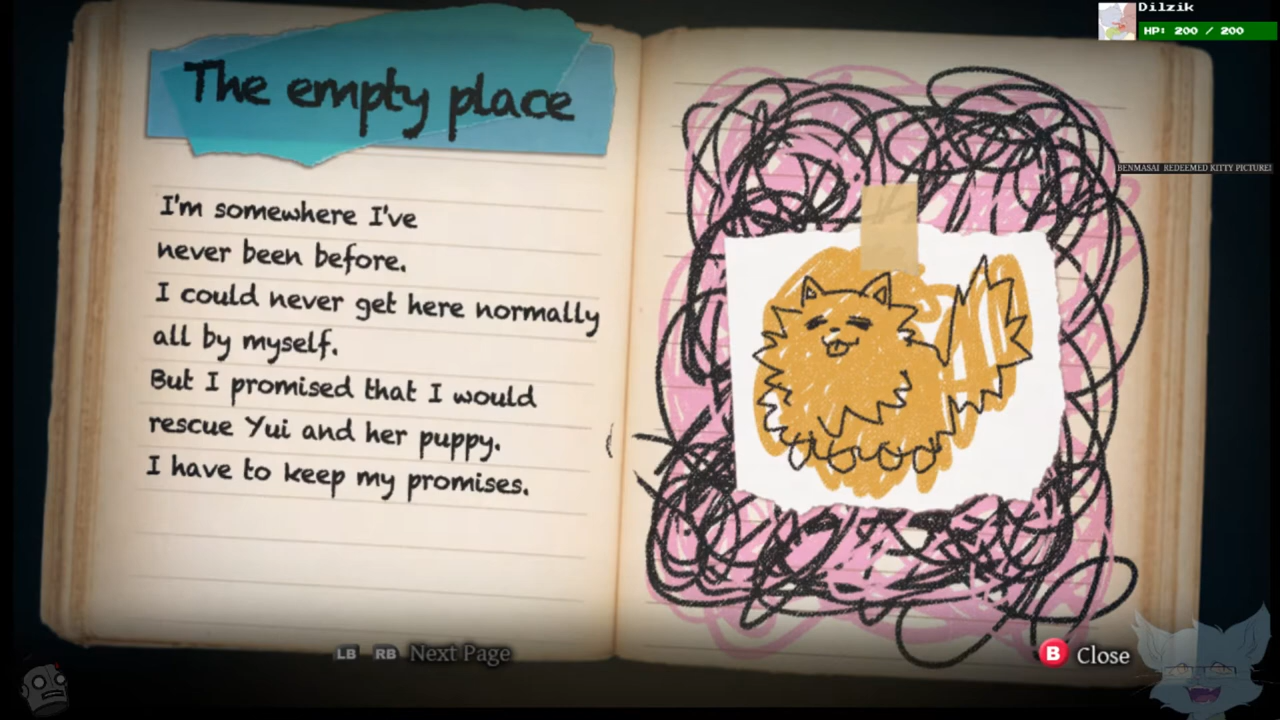 Dilzik
HP: 200 / 200
The empty place
BENMASAI REDEEMED KITTY PICTURE!
I'm somewhere I've
never been before.
I could never get here normally
all by myself.
But I promised that I would
rescue Yui and her puppy.
I have to keep my promises.
LB RB Next Page
B Close